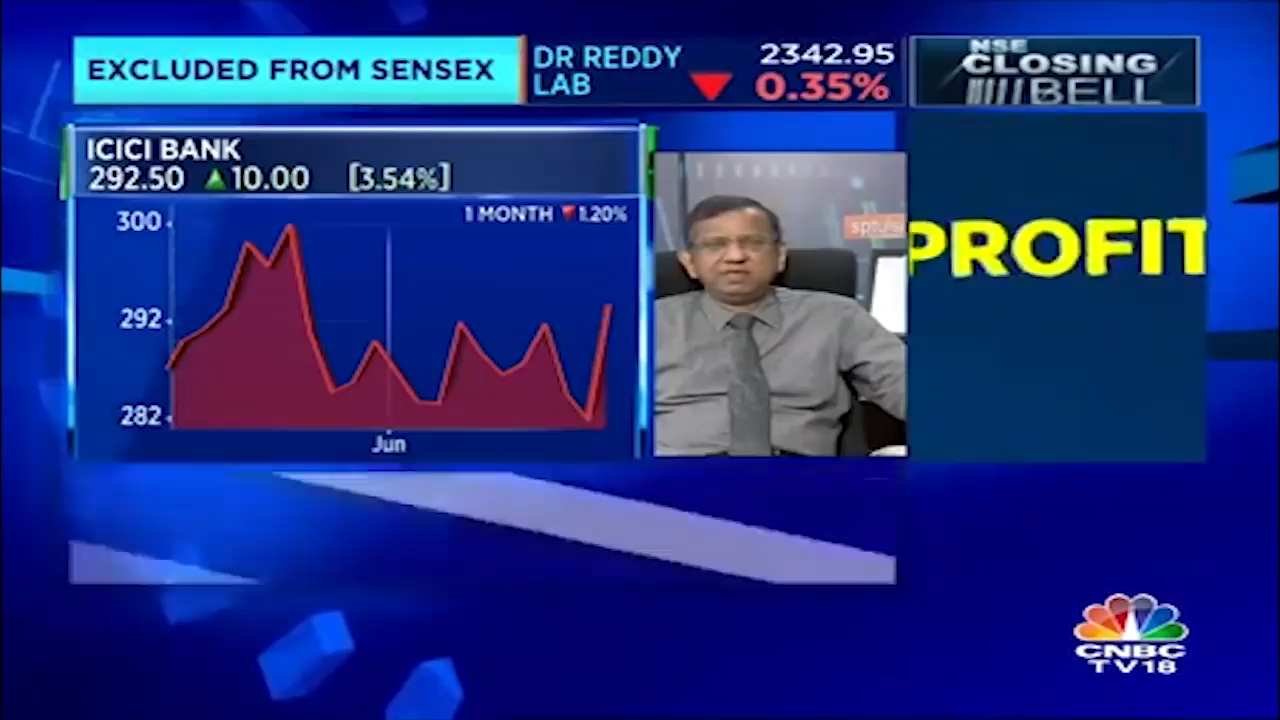 EXCLUDED FROM SENSEX
DR REDDY
LAB
2342.95
0.35%
NSE
CLOSING
BELL
ICICI BANK
292.50 10.00 [3.54%]
1 MONTH 1.20%
300
292
282
Jun
PROFIT
CNBC
TV18